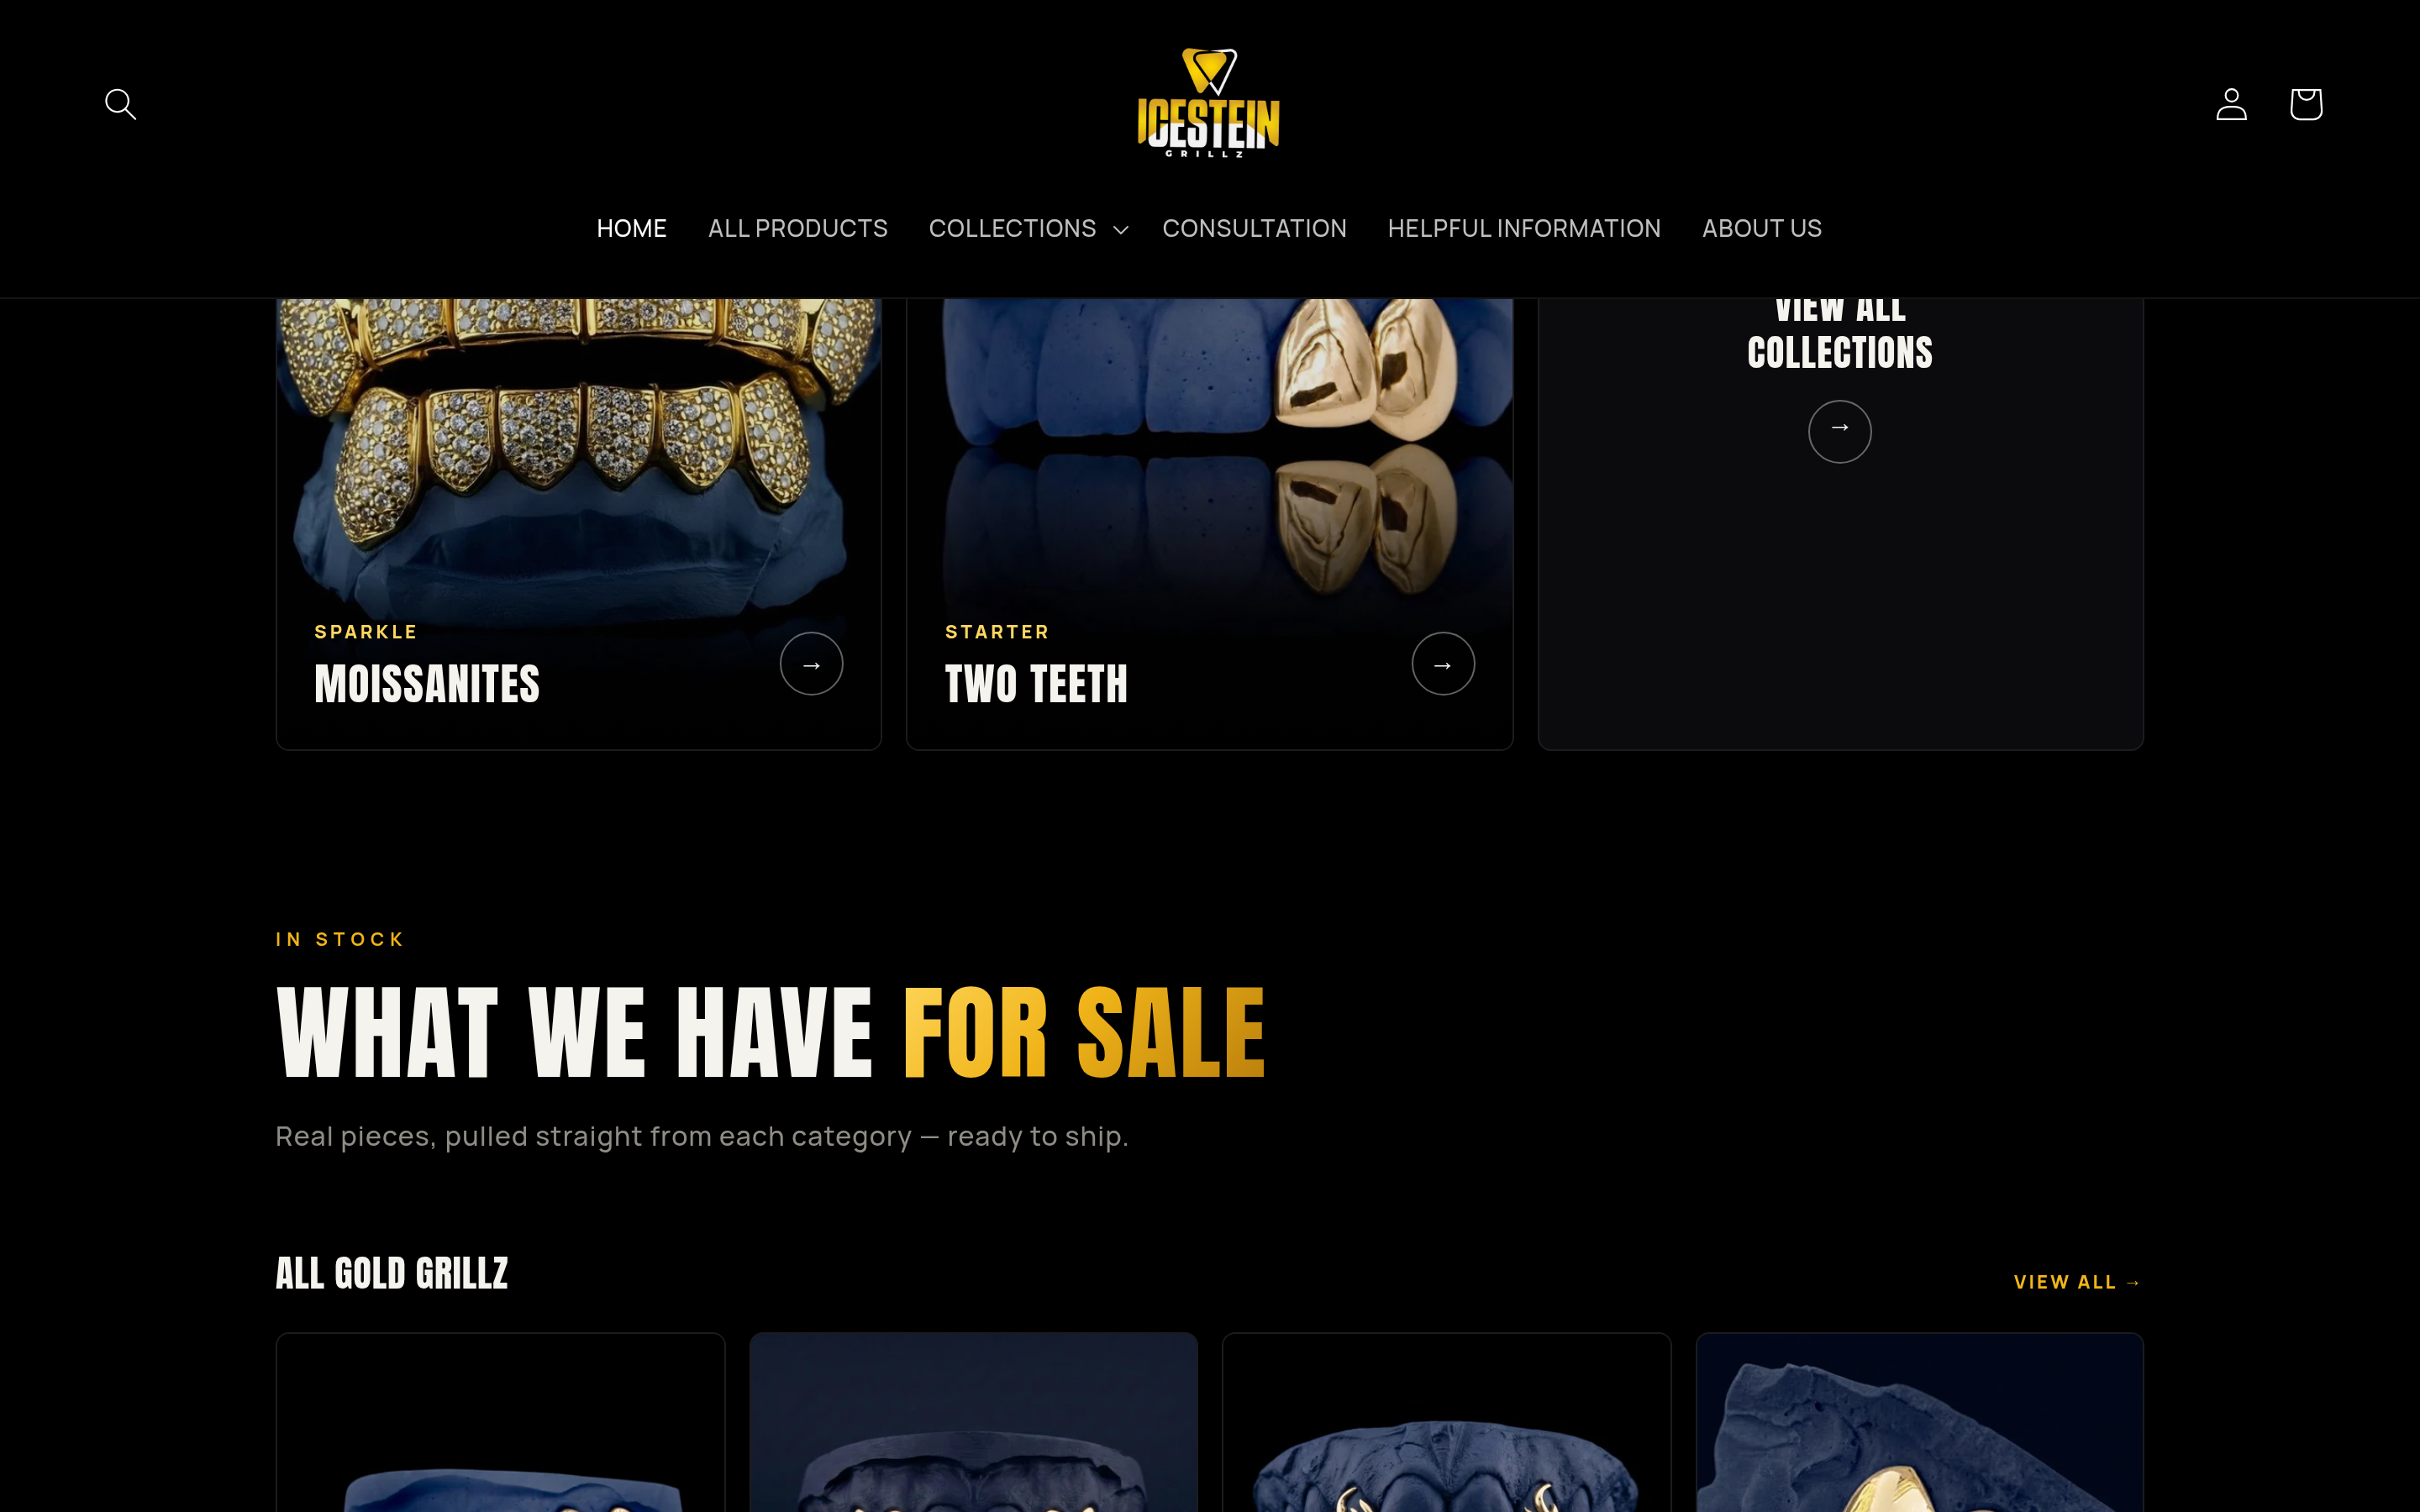 ICESTEIN
GRILLZ
HOME ALL PRODUCTS COLLECTIONS CONSULTATION HELPFUL INFORMATION ABOUT US
VIEW ALL
COLLECTIONS
→
SPARKLE
MOISSANITES
→
STARTER
TWO TEETH
→
IN STOCK
WHAT WE HAVE FOR SALE
Real pieces, pulled straight from each category — ready to ship.
ALL GOLD GRILLZ
VIEW ALL →